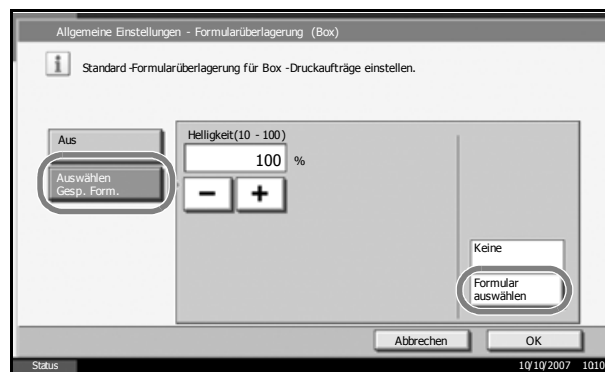 Allgemeine Einstellungen - Formularüberlagerung (Box)
Standard -Formularüberlagerung für Box -Druckaufträge einstellen.
Aus
Auswählen
Gesp. Form.
Helligkeit(10 - 100)
100 %
Keine
Formular
auswählen
Abbrechen
OK
Status
10/10/2007 1010